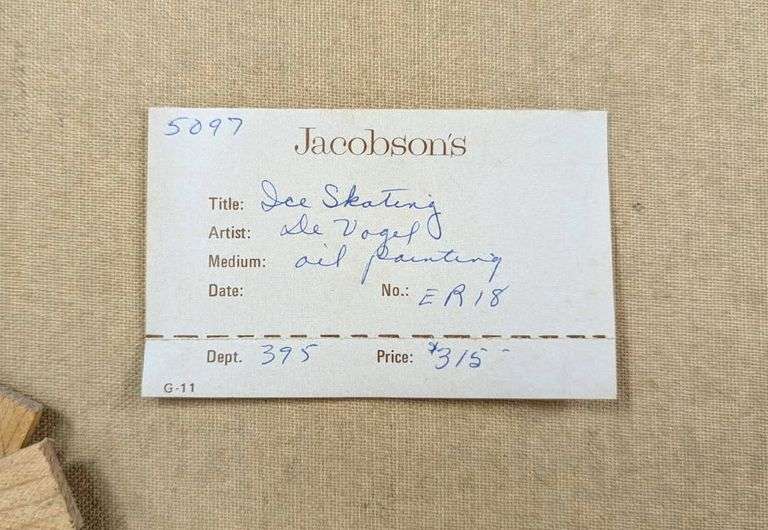 5097
Jacobson's
Title: Ice Skating
Artist: De Vogel
Medium: oil painting
Date: No.: ER18
Dept. 395 Price: $315-
G-11